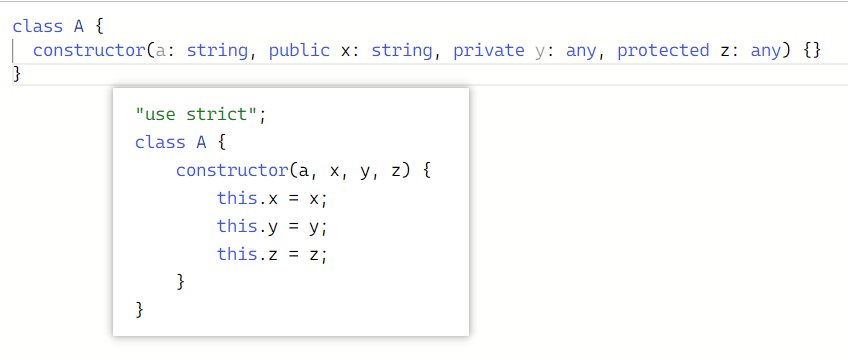 class A {
  constructor(a: string, public x: string, private y: any, protected z: any) {}
}
"use strict";
class A {
    constructor(a, x, y, z) {
        this.x = x;
        this.y = y;
        this.z = z;
    }
}